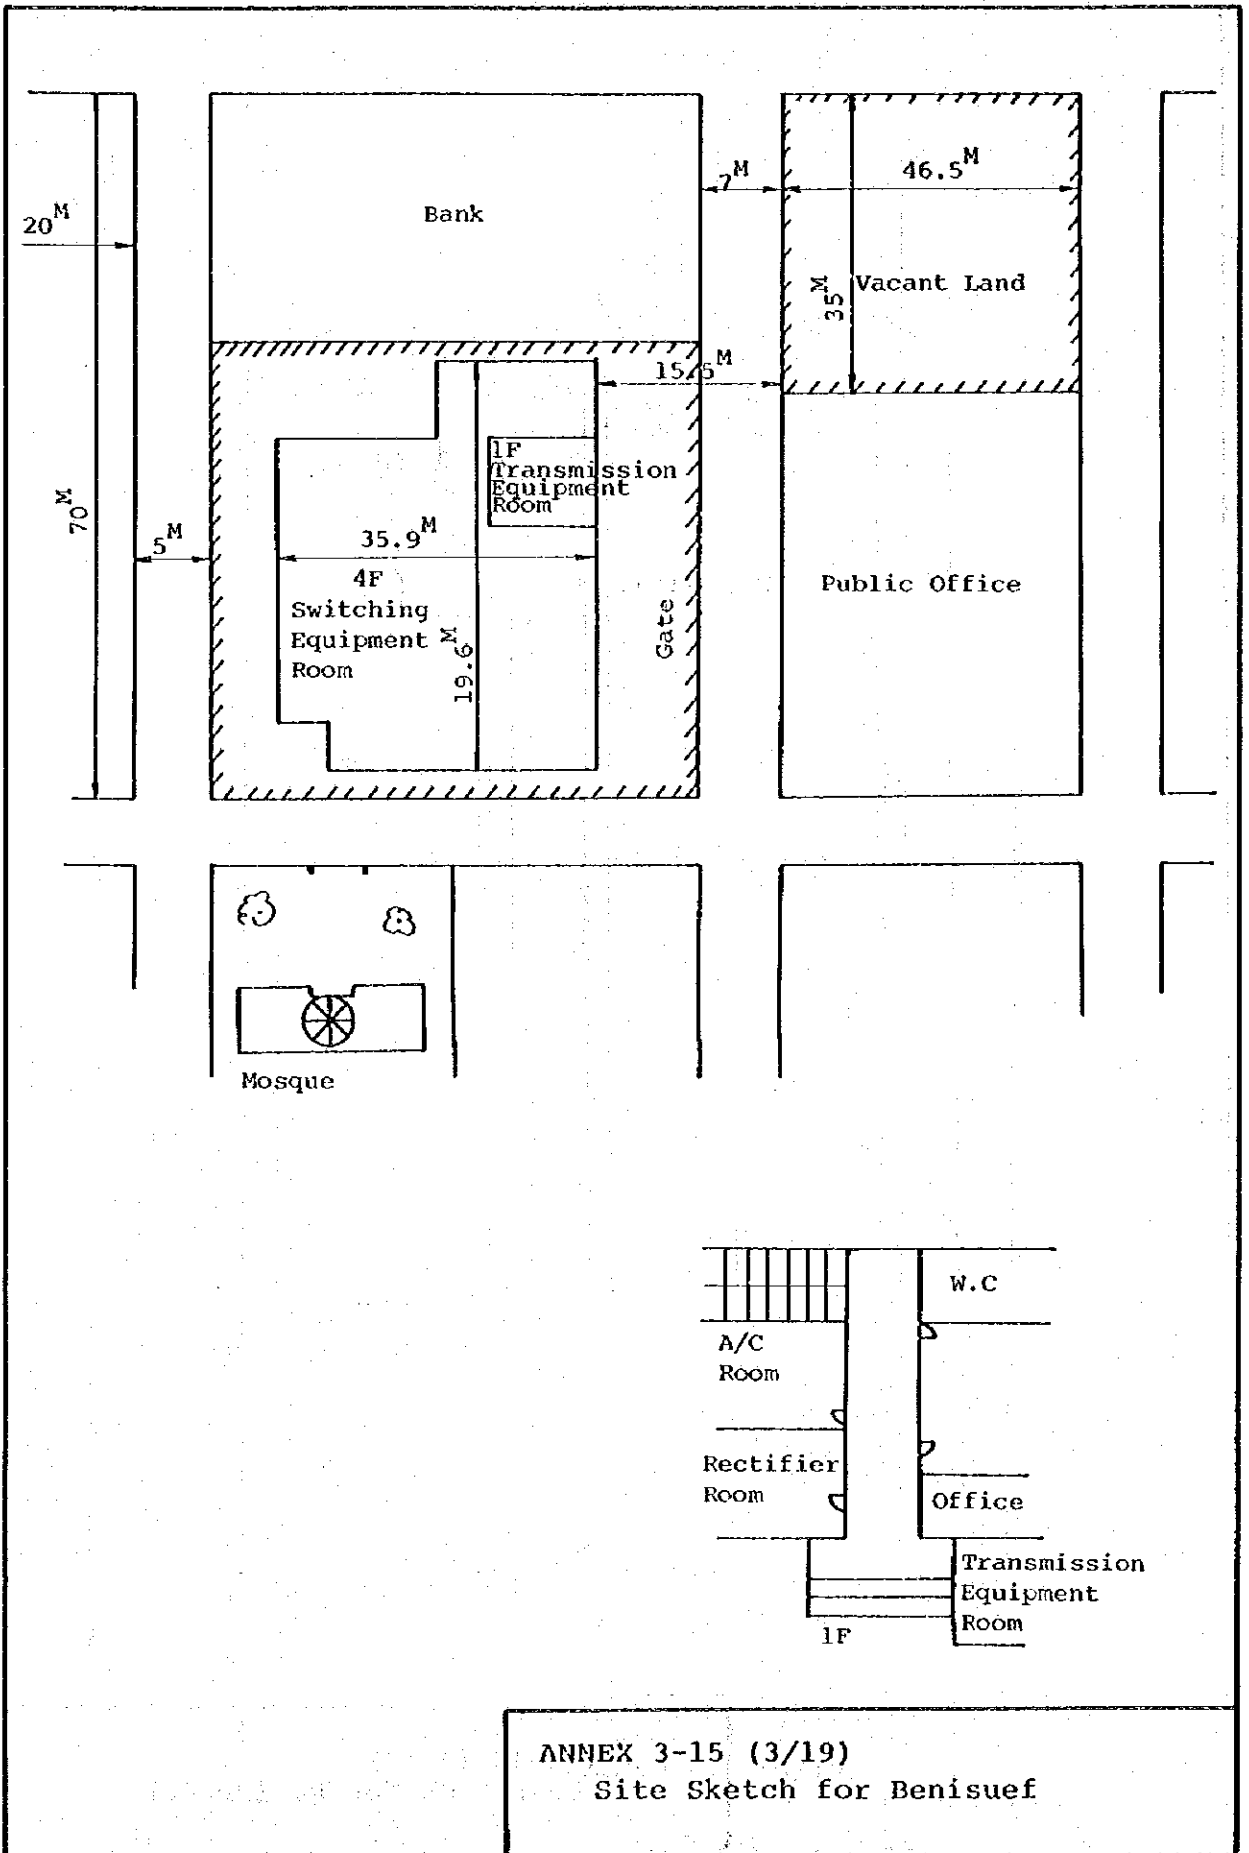 20M
70M
5M
Bank
7M
46.5M
35M
Vacant Land
15.5M
1F
Transmission
Equipment
Room
35.9M
4F
Switching
Equipment
Room
19.6M
Gate
Public Office
Mosque
W.C
A/C
Room
Rectifier
Room
Office
Transmission
Equipment
Room
1F
ANNEX 3-15 (3/19)
Site Sketch for Benisuef